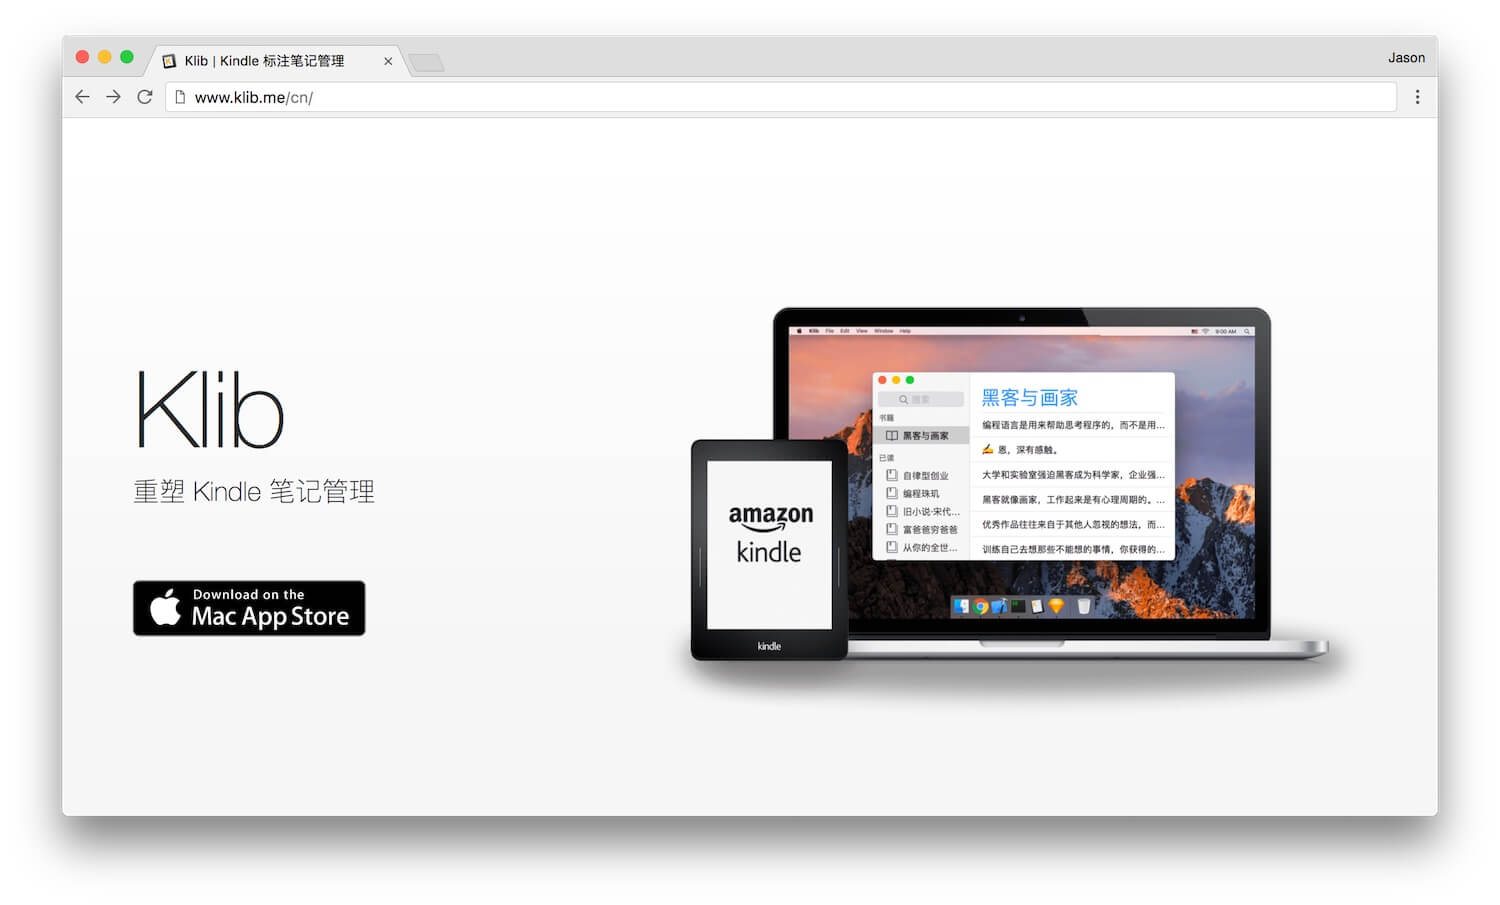 Klib | Kindle 标注笔记管理
Jason
www.klib.me/cn/
Klib
重塑 Kindle 笔记管理
Download on the
Mac App Store
Klib File Edit View Window Help
9:00 AM
搜索
书籍
黑客与画家
已读
自律型创业
编程珠玑
旧小说·宋代...
富爸爸穷爸爸
从你的全世...
黑客与画家
编程语言是用来帮助思考程序的，而不是用...
✍ 恩，深有感触。
大学和实验室强迫黑客成为科学家，企业强...
黑客就像画家，工作起来是有心理周期的。...
优秀作品往往来自于其他人忽视的想法，而...
训练自己去想那些不能想的事情，你获得的...
amazon
kindle
kindle